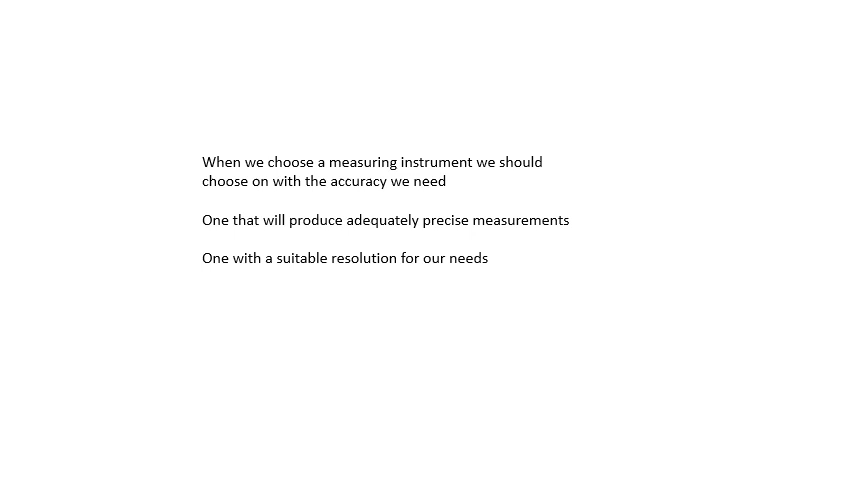 When we choose a measuring instrument we should
choose on with the accuracy we need
One that will produce adequately precise measurements
One with a suitable resolution for our needs